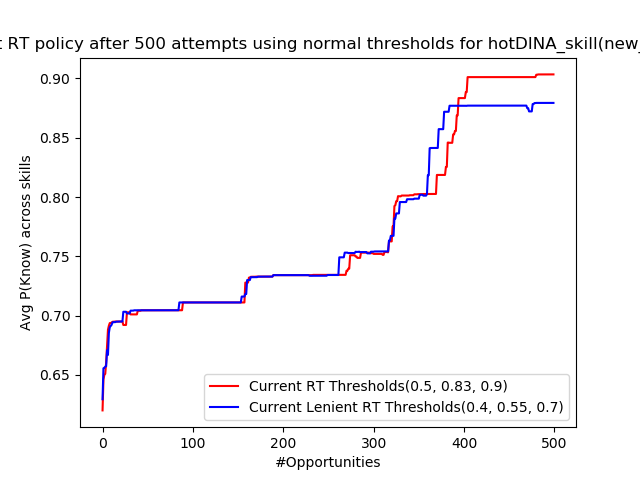 t RT policy after 500 attempts using normal thresholds for hotDINA_skill(new_
0.90
0.85
0.80
0.75
0.70
0.65
Avg P(Know) across skills
Current RT Thresholds(0.5, 0.83, 0.9)
Current Lenient RT Thresholds(0.4, 0.55, 0.7)
0 100 200 300 400 500
#Opportunities